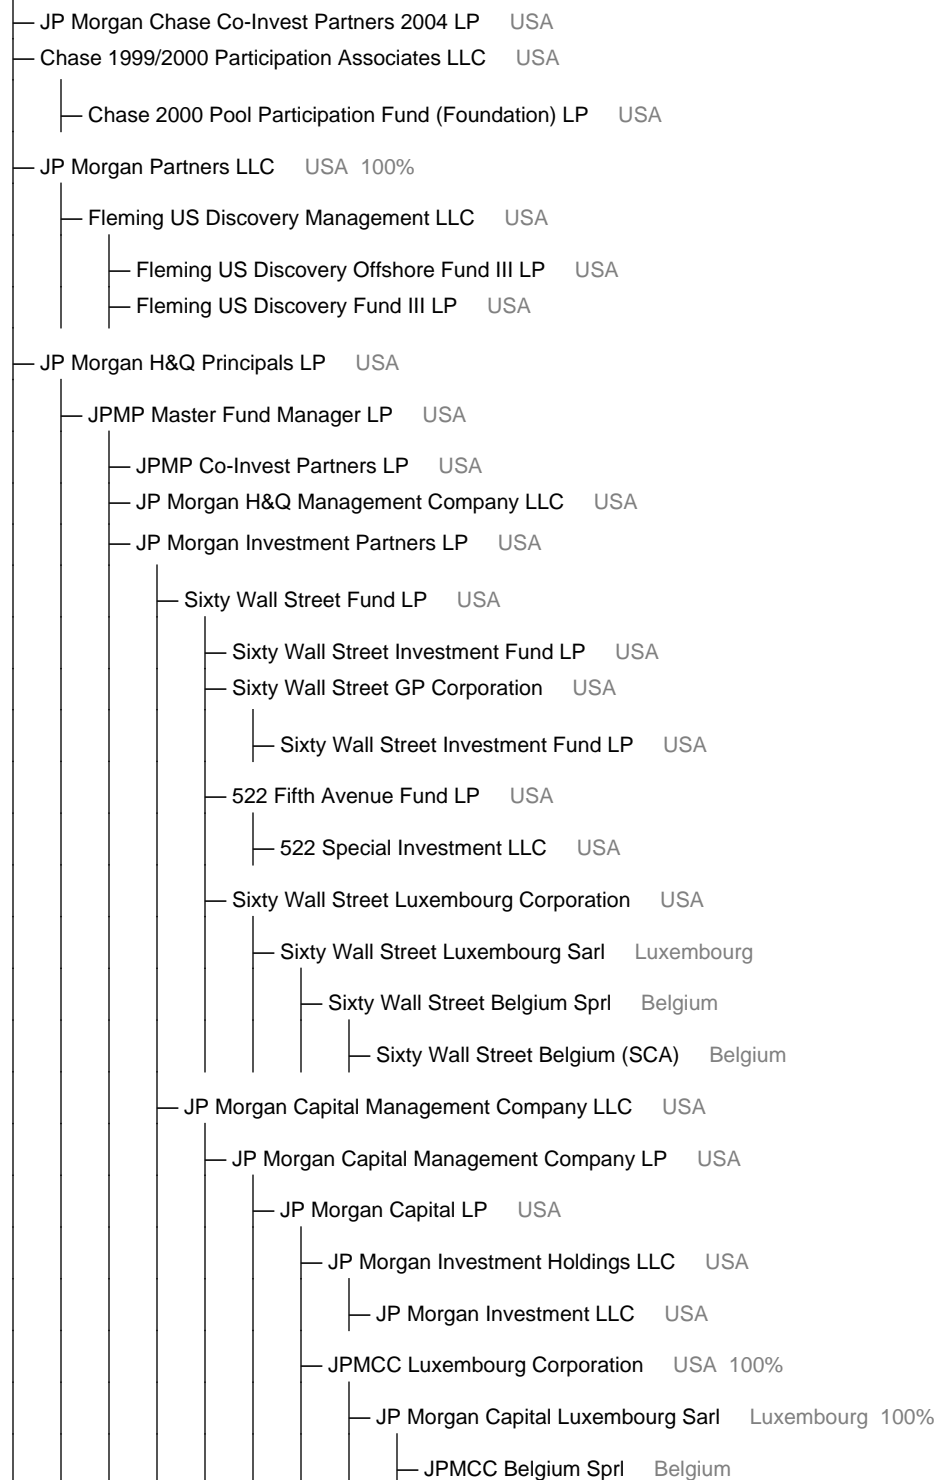 JP Morgan Chase Co-Invest Partners 2004 LP USA
Chase 1999/2000 Participation Associates LLC USA
Chase 2000 Pool Participation Fund (Foundation) LP USA
JP Morgan Partners LLC USA 100%
Fleming US Discovery Management LLC USA
Fleming US Discovery Offshore Fund III LP USA
Fleming US Discovery Fund III LP USA
JP Morgan H&Q Principals LP USA
JPMP Master Fund Manager LP USA
JPMP Co-Invest Partners LP USA
JP Morgan H&Q Management Company LLC USA
JP Morgan Investment Partners LP USA
Sixty Wall Street Fund LP USA
Sixty Wall Street Investment Fund LP USA
Sixty Wall Street GP Corporation USA
Sixty Wall Street Investment Fund LP USA
522 Fifth Avenue Fund LP USA
522 Special Investment LLC USA
Sixty Wall Street Luxembourg Corporation USA
Sixty Wall Street Luxembourg Sarl Luxembourg
Sixty Wall Street Belgium Sprl Belgium
Sixty Wall Street Belgium (SCA) Belgium
JP Morgan Capital Management Company LLC USA
JP Morgan Capital Management Company LP USA
JP Morgan Capital LP USA
JP Morgan Investment Holdings LLC USA
JP Morgan Investment LLC USA
JPMCC Luxembourg Corporation USA 100%
JP Morgan Capital Luxembourg Sarl Luxembourg 100%
JPMCC Belgium Sprl Belgium